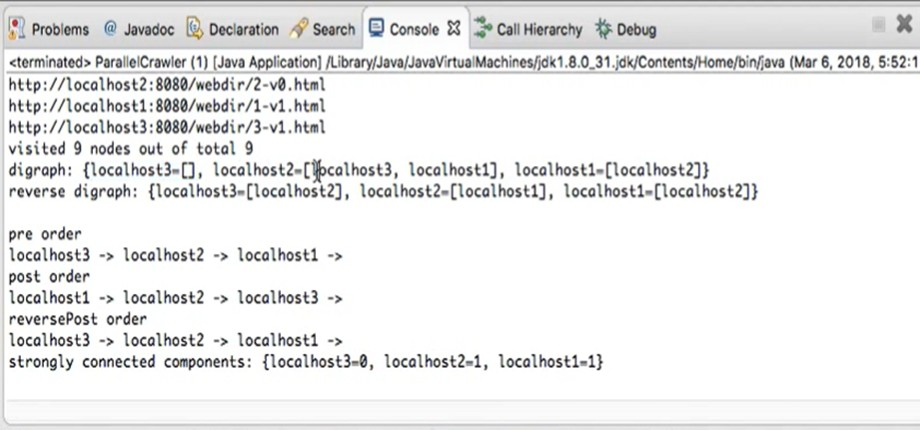 Problems @ Javadoc Declaration Search Console Call Hierarchy Debug
<terminated> ParallelCrawler (1) [Java Application] /Library/Java/JavaVirtualMachines/jdk1.8.0_31.jdk/Contents/Home/bin/java (Mar 6, 2018, 5:52:1
http://localhost2:8080/webdir/2-v0.html
http://localhost1:8080/webdir/1-v1.html
http://localhost3:8080/webdir/3-v1.html
visited 9 nodes out of total 9
digraph: {localhost3=[], localhost2=[localhost3, localhost1], localhost1=[localhost2]}
reverse digraph: {localhost3=[localhost2], localhost2=[localhost1], localhost1=[localhost2]}
pre order
localhost3 -> localhost2 -> localhost1 ->
post order
localhost1 -> localhost2 -> localhost3 ->
reversePost order
localhost3 -> localhost2 -> localhost1 ->
strongly connected components: {localhost3=0, localhost2=1, localhost1=1}